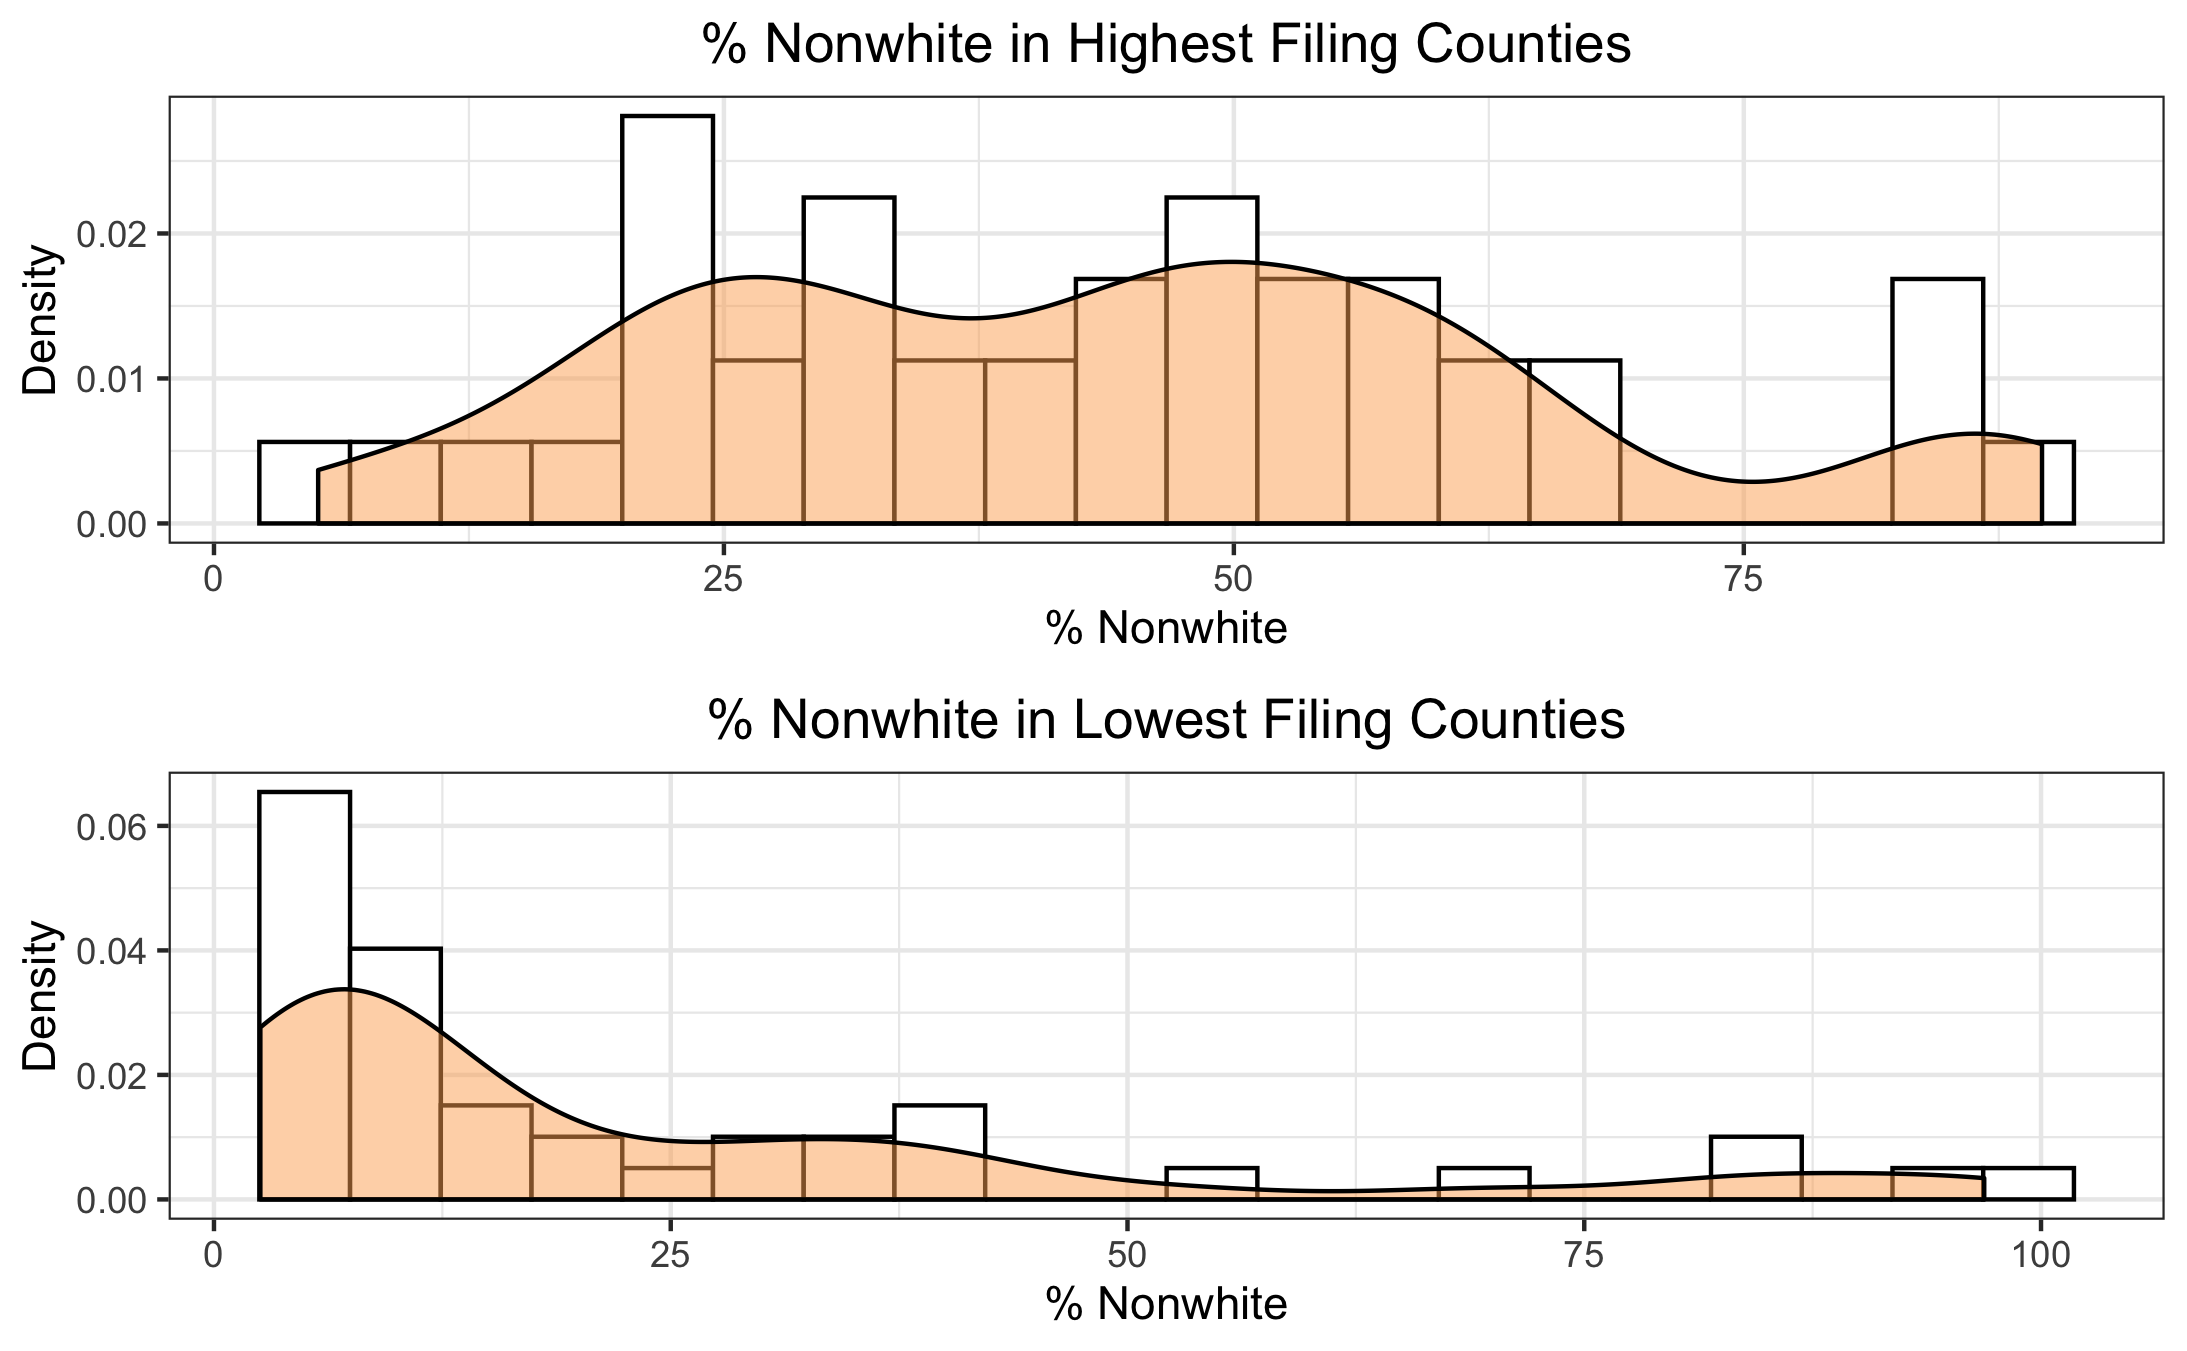 % Nonwhite in Highest Filing Counties
Density
0.02
0.01
0.00
0 25 50 75
% Nonwhite
% Nonwhite in Lowest Filing Counties
Density
0.06
0.04
0.02
0.00
0 25 50 75 100
% Nonwhite